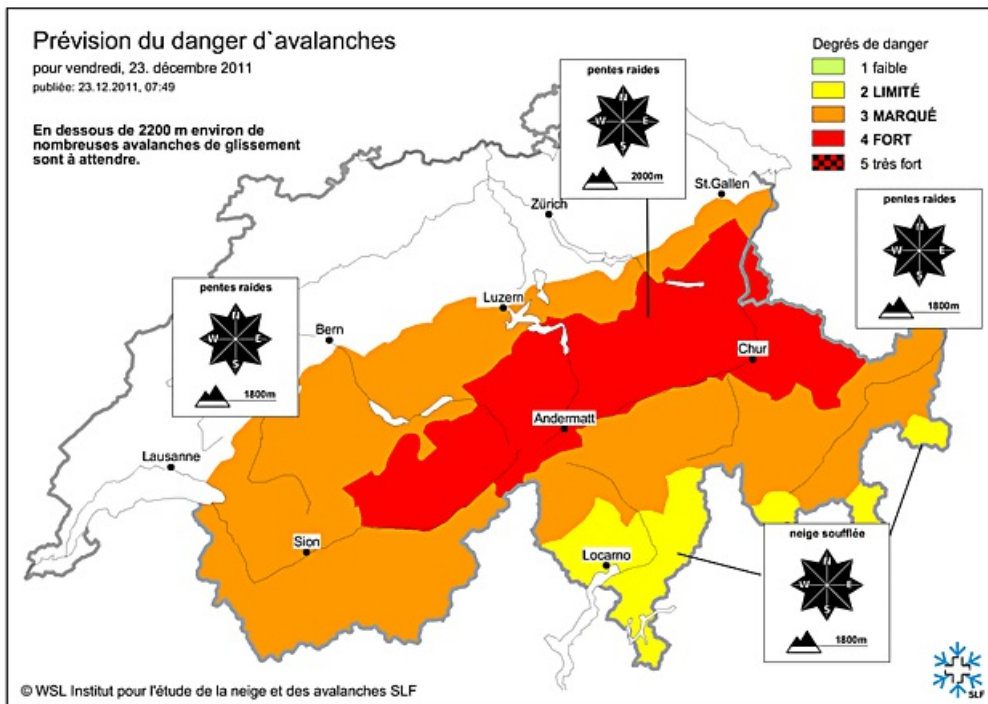 Prévision du danger d`avalanches
pour vendredi, 23. décembre 2011
publiée: 23.12.2011, 07:49
En dessous de 2200 m environ de
nombreuses avalanches de glissement
sont à attendre.
Degrés de danger
1 faible
2 LIMITÉ
3 MARQUÉ
4 FORT
5 très fort
pentes raides
N
W E
S
2000m
St.Gallen
Zürich
pentes raides
N
W E
S
1800m
pentes raides
N
W E
S
1800m
Luzern
Bern
Chur
Andermatt
Lausanne
Sion
Locarno
neige soufflée
N
W E
S
1800m
© WSL Institut pour l'étude de la neige et des avalanches SLF
SLF